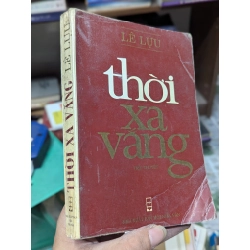 LÊ LỰU
thời
xa
vắng
THỜI XA VẮNG LÊ LỰU